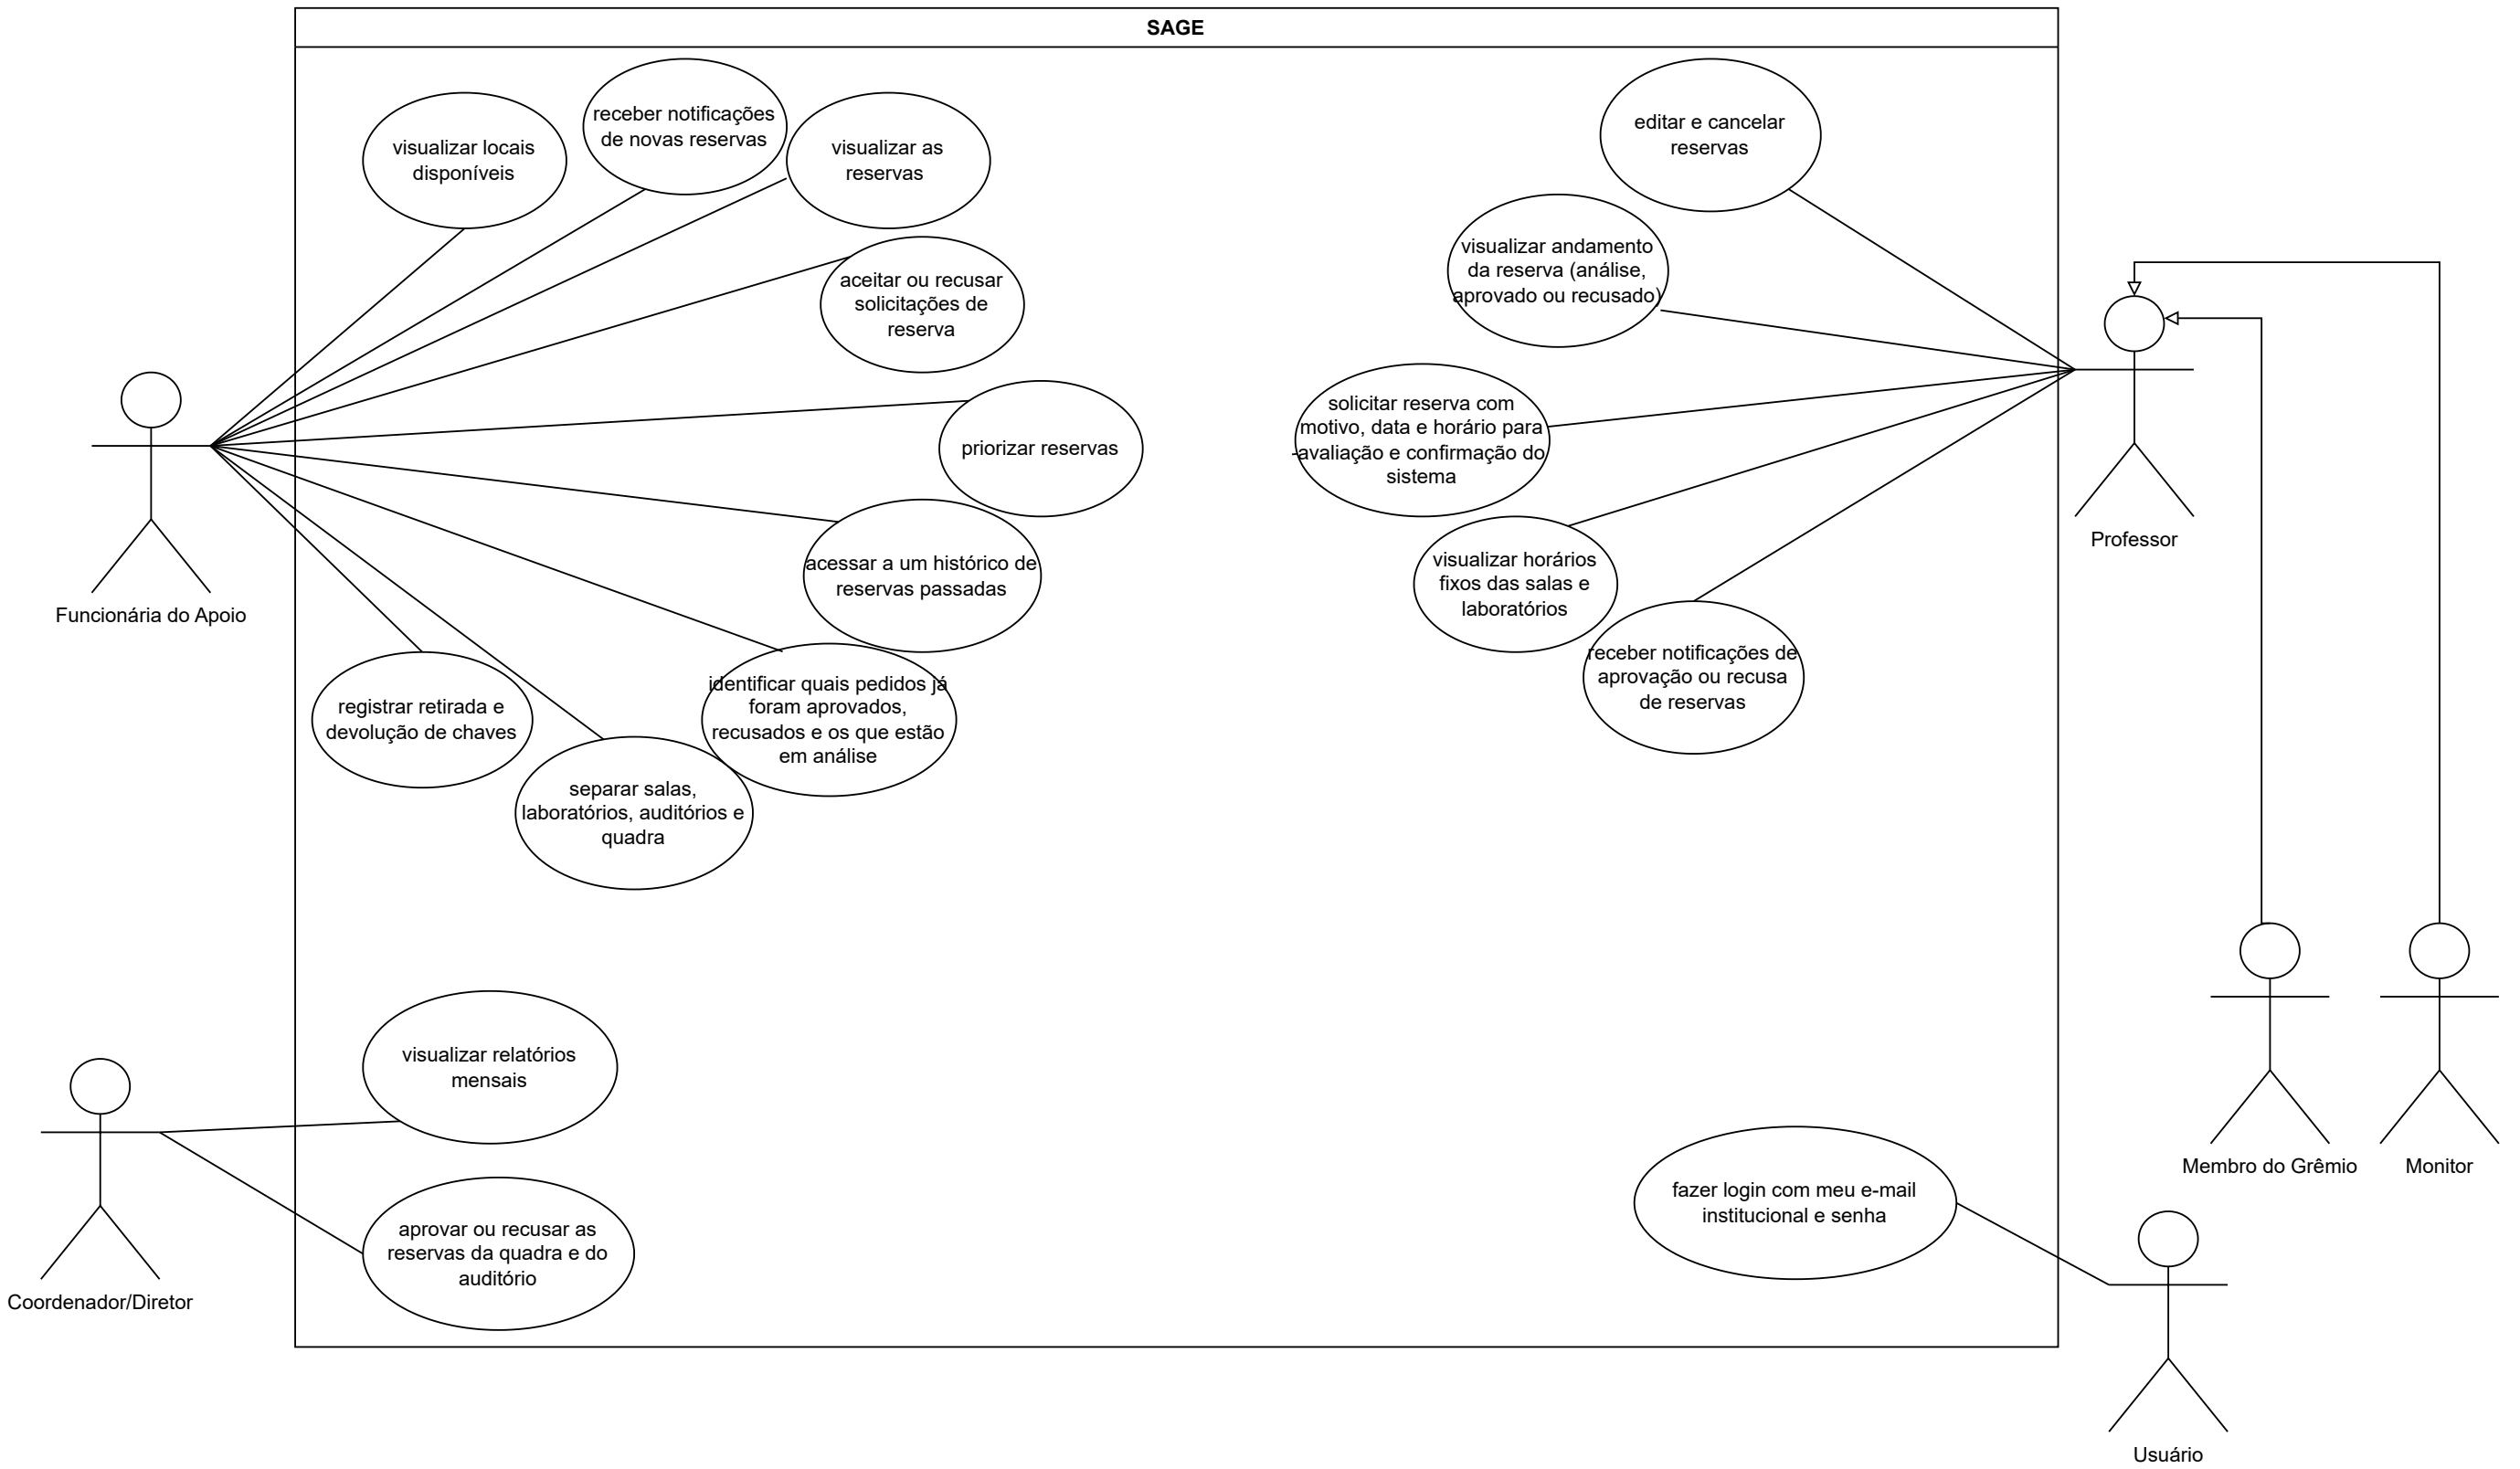 SAGE
visualizar locais
disponíveis
receber notificações
de novas reservas
visualizar as
reservas
aceitar ou recusar
solicitações de
reserva
priorizar reservas
acessar a um histórico de
reservas passadas
identificar quais pedidos já
foram aprovados,
recusados e os que estão
em análise
separar salas,
laboratórios, auditórios e
quadra
registrar retirada e
devolução de chaves
Funcionária do Apoio
editar e cancelar
reservas
visualizar andamento
da reserva (análise,
aprovado ou recusado)
solicitar reserva com
motivo, data e horário para
-avaliação e confirmação do
sistema
visualizar horários
fixos das salas e
laboratórios
receber notificações de
aprovação ou recusa
de reservas
Professor
visualizar relatórios
mensais
aprovar ou recusar as
reservas da quadra e do
auditório
Coordenador/Diretor
fazer login com meu e-mail
institucional e senha
Membro do Grêmio
Monitor
Usuário